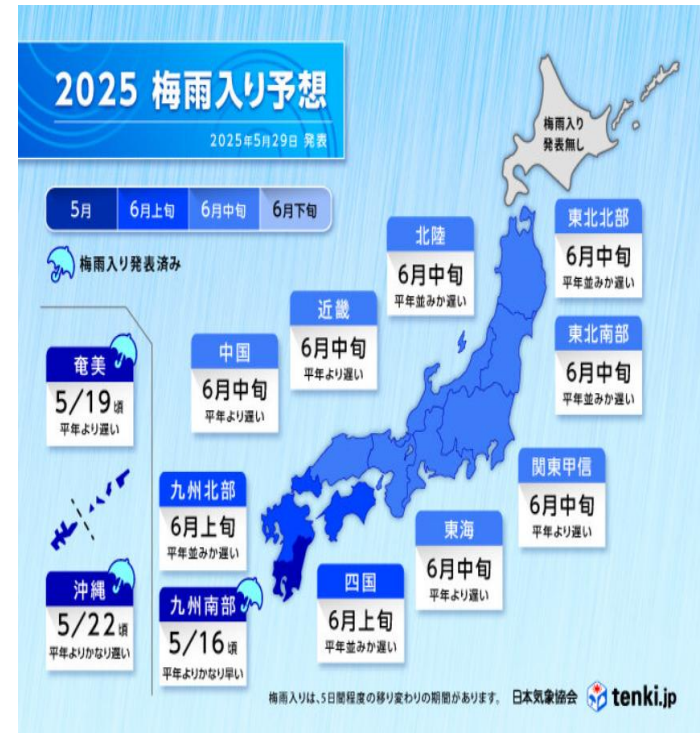 2025 梅雨入り予想
2025年5月29日 発表
5月 6月上旬 6月中旬 6月下旬
梅雨入り発表済み
梅雨入り
発表無し
東北北部
6月中旬
平年並みか遅い
北陸
6月中旬
平年並みか遅い
近畿
6月中旬
平年より遅い
東北南部
6月中旬
平年並みか遅い
中国
6月中旬
平年より遅い
奄美
5/19頃
平年より遅い
関東甲信
6月中旬
平年より遅い
九州北部
6月上旬
平年並みか遅い
東海
6月中旬
平年より遅い
沖縄
5/22頃
平年よりかなり遅い
九州南部
5/16頃
平年よりかなり早い
四国
6月上旬
平年並みか遅い
梅雨入りは、5日間程度の移り変わりの期間があります。 日本気象協会 tenki.jp